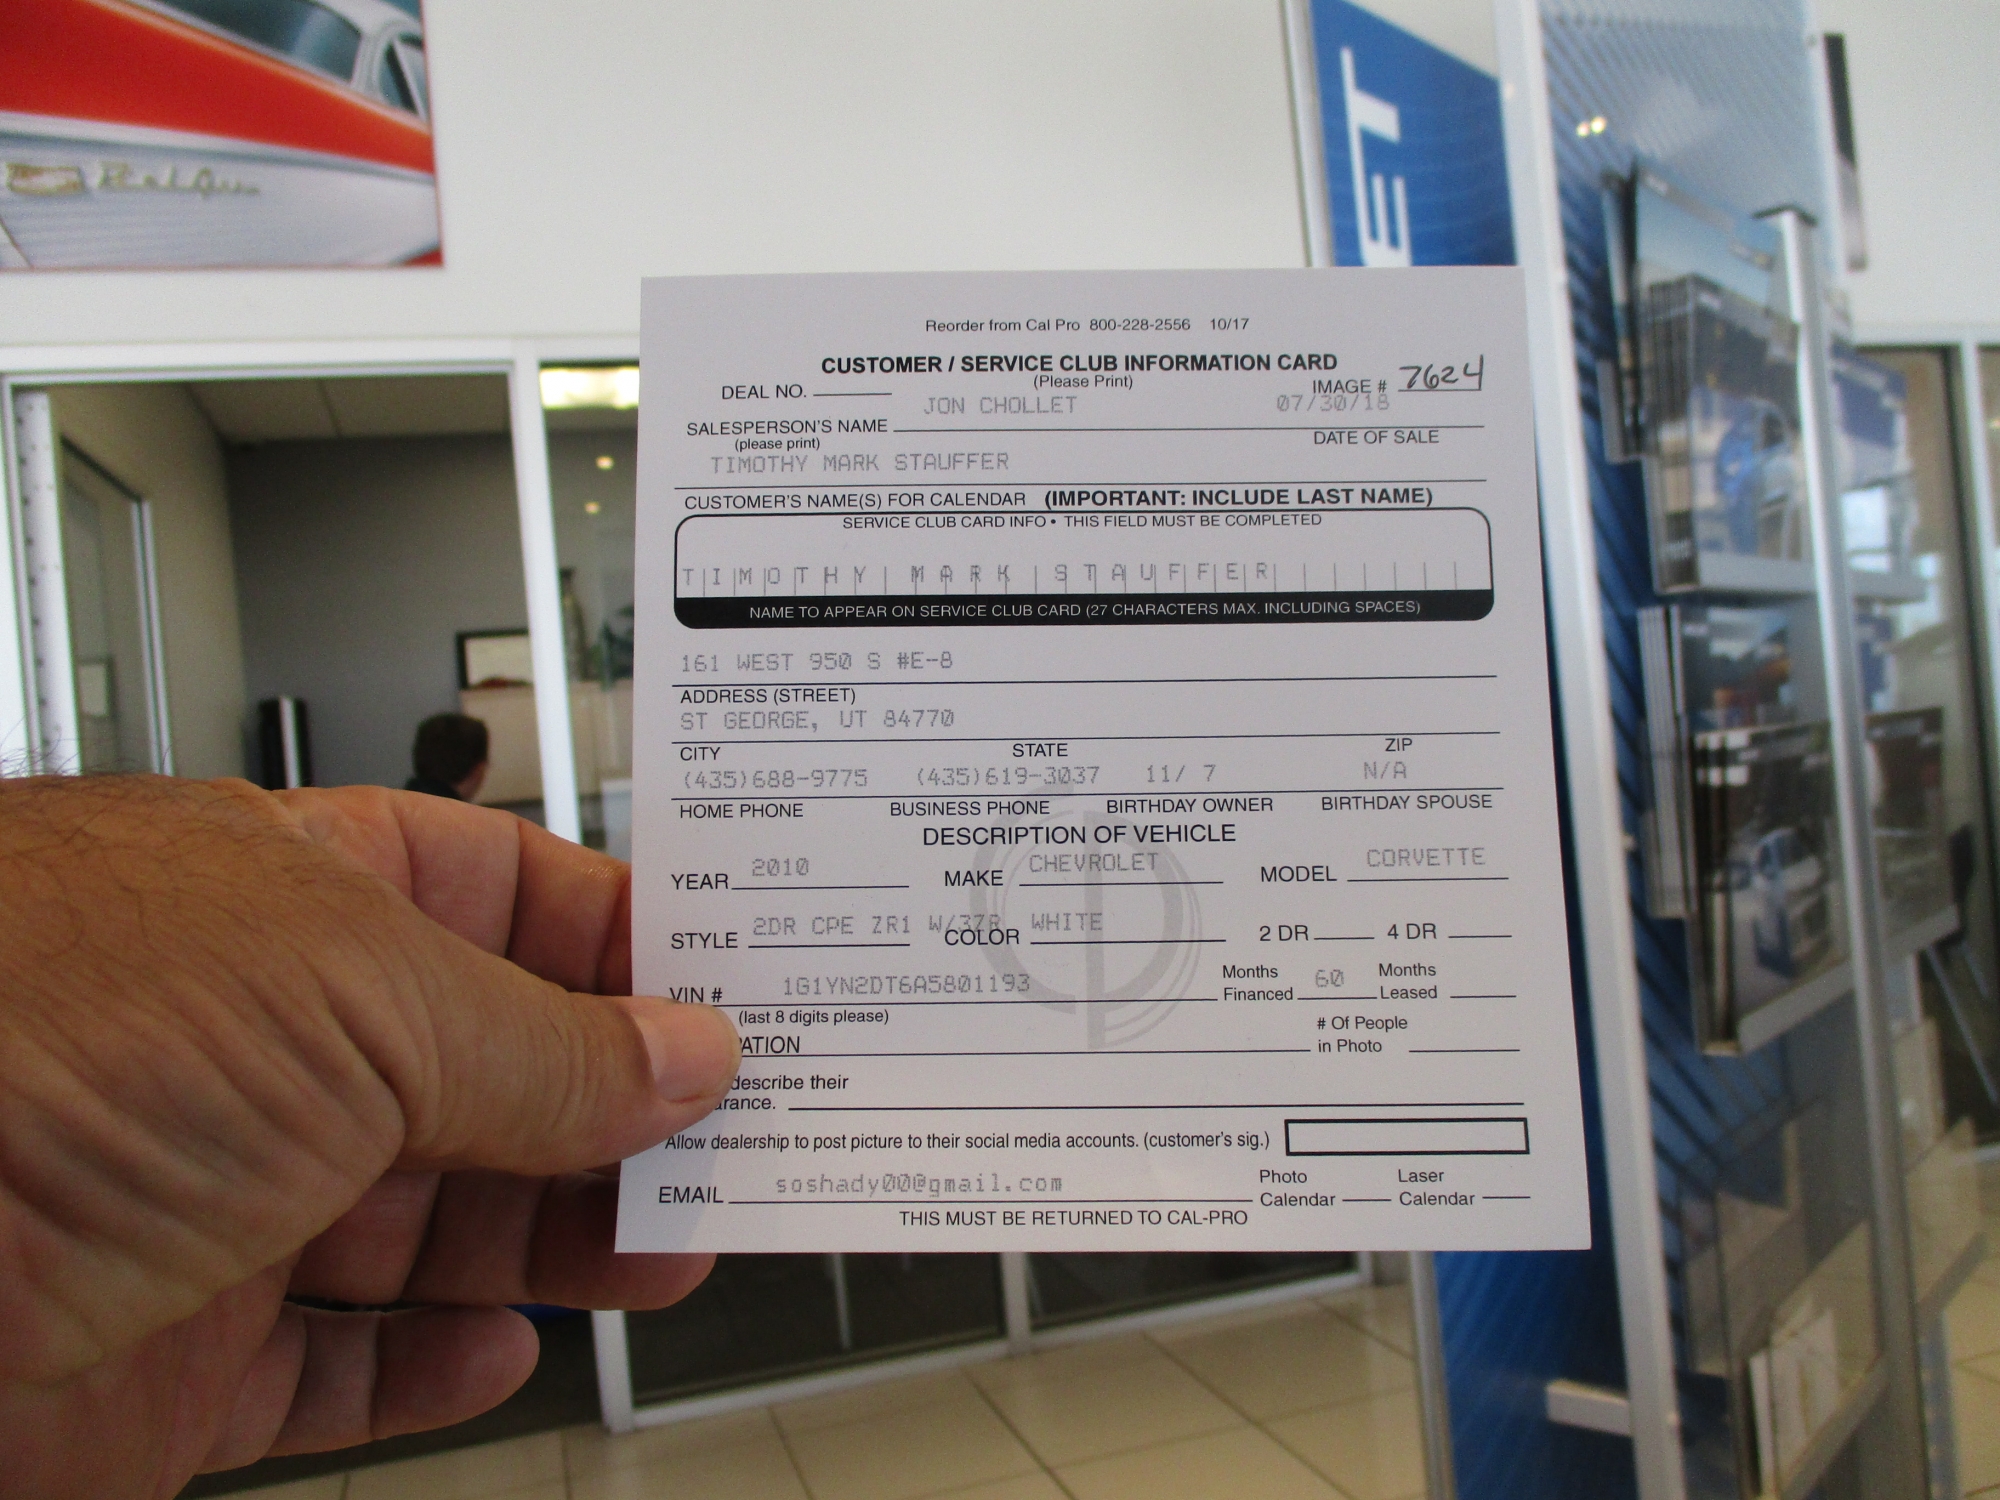 Bel Air
ET
Reorder from Cal Pro 800-228-2556 10/17
CUSTOMER / SERVICE CLUB INFORMATION CARD
(Please Print)
DEAL NO. IMAGE # 7624
JON CHOLLET 07/30/18
SALESPERSON'S NAME DATE OF SALE
(please print)
TIMOTHY MARK STAUFFER
CUSTOMER'S NAME(S) FOR CALENDAR (IMPORTANT: INCLUDE LAST NAME)
SERVICE CLUB CARD INFO • THIS FIELD MUST BE COMPLETED
TIMOTHY MARK STAUFFER
NAME TO APPEAR ON SERVICE CLUB CARD (27 CHARACTERS MAX. INCLUDING SPACES)
161 WEST 950 S #E-8
ADDRESS (STREET)
ST GEORGE, UT 84770
CITY STATE ZIP
(435)688-9775 (435)619-3037 11/ 7 N/A
HOME PHONE BUSINESS PHONE BIRTHDAY OWNER BIRTHDAY SPOUSE
DESCRIPTION OF VEHICLE
YEAR 2010 MAKE CHEVROLET MODEL CORVETTE
STYLE 2DR CPE ZR1 W/3ZR COLOR WHITE 2 DR 4 DR
VIN # 1G1YN2DT6A5801193 Months Financed 60 Months Leased
(last 8 digits please)
PATION # Of People in Photo
describe their
arance.
Allow dealership to post picture to their social media accounts. (customer's sig.)
EMAIL soshady00@gmail.com Photo Calendar Laser Calendar
THIS MUST BE RETURNED TO CAL-PRO